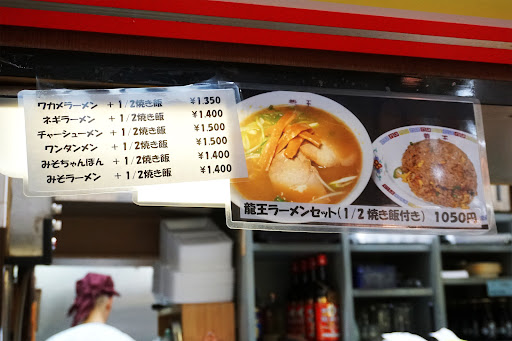 ワカメラーメン + 1/2焼き飯 ¥1.350
ネギラーメン + 1/2焼き飯 ¥1.400
チャーシューメン + 1/2焼き飯 ¥1.500
ワンタンメン + 1/2焼き飯 ¥1.500
みそちゃんぽん + 1/2焼き飯 ¥1.400
みそラーメン + 1/2焼き飯 ¥1.400
龍王ラーメンセット(1/2焼き飯付き) 1050円